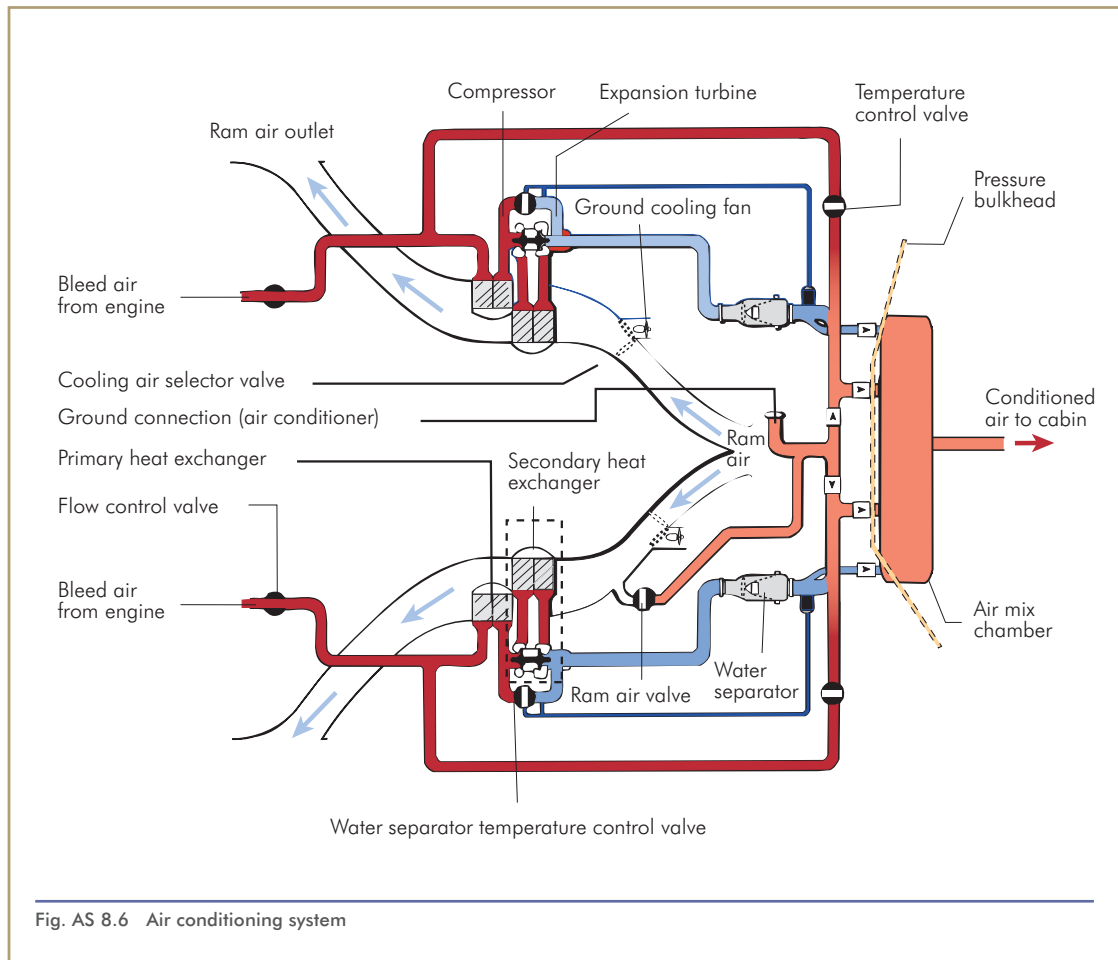 Compressor
Expansion turbine
Temperature
control valve
Ram air outlet
Pressure
bulkhead
Ground cooling fan
Bleed air
from engine
Cooling air selector valve
Ground connection (air conditioner)
Conditioned
air to cabin
Ram
air
Primary heat exchanger
Secondary heat
exchanger
Flow control valve
Bleed air
from engine
Air mix
chamber
Ram air valve
Water
separator
Water separator temperature control valve
Fig. AS 8.6 Air conditioning system